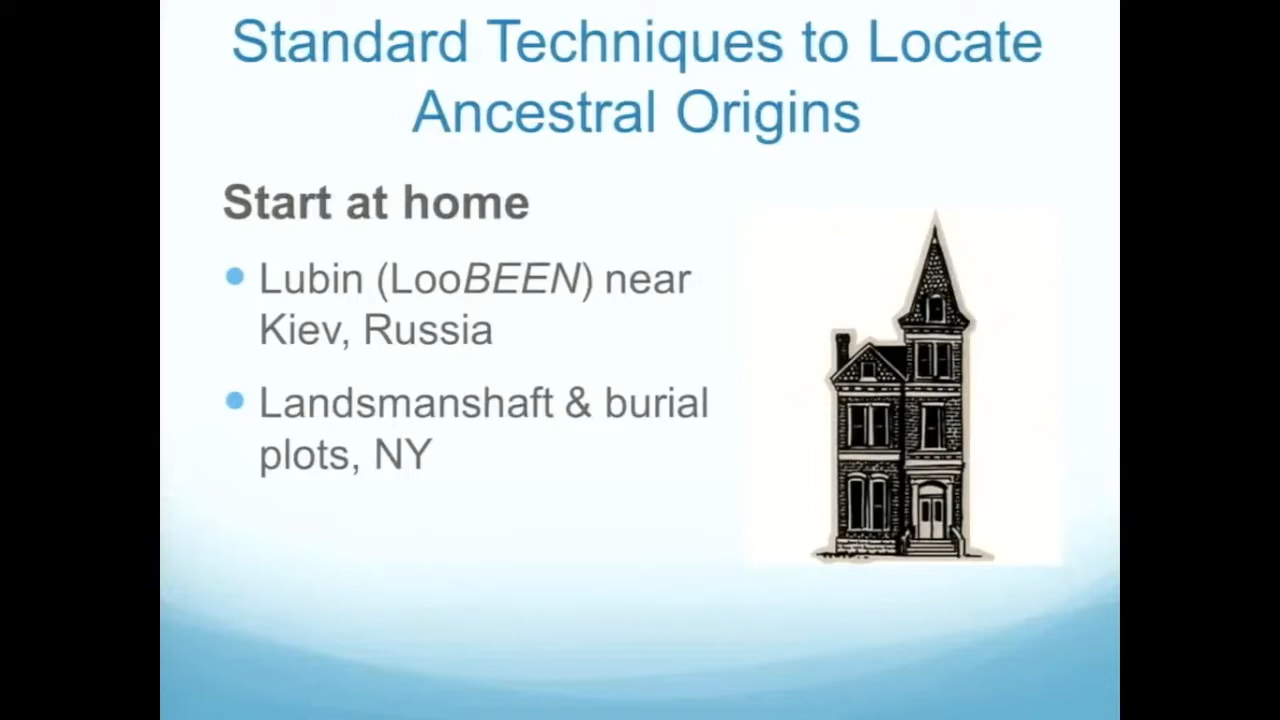 Standard Techniques to Locate
Ancestral Origins
Start at home
Lubin (LooBEEN) near
Kiev, Russia
Landsmanshaft & burial
plots, NY